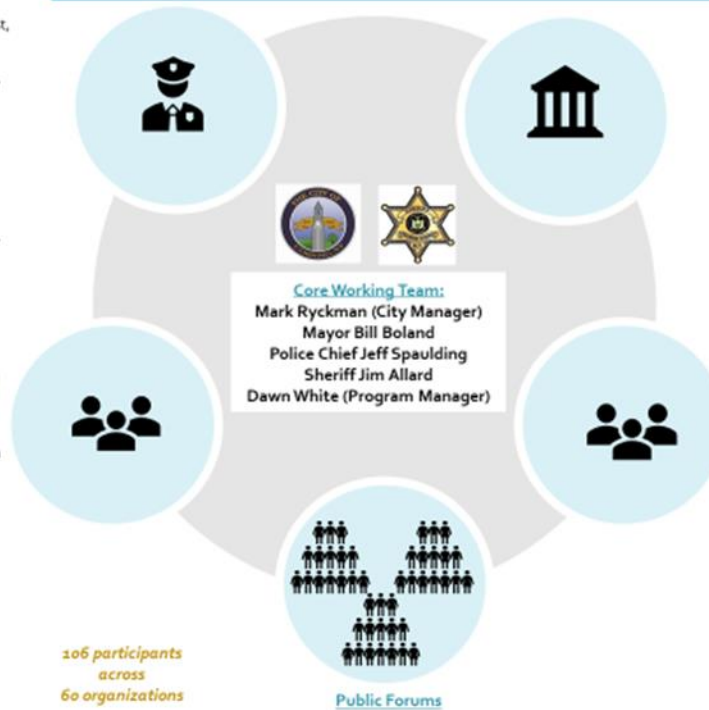 Core Working Team:
Mark Ryckman (City Manager)
Mayor Bill Boland
Police Chief Jeff Spaulding
Sheriff Jim Allard
Dawn White (Program Manager)
106 participants
across
60 organizations
Public Forums